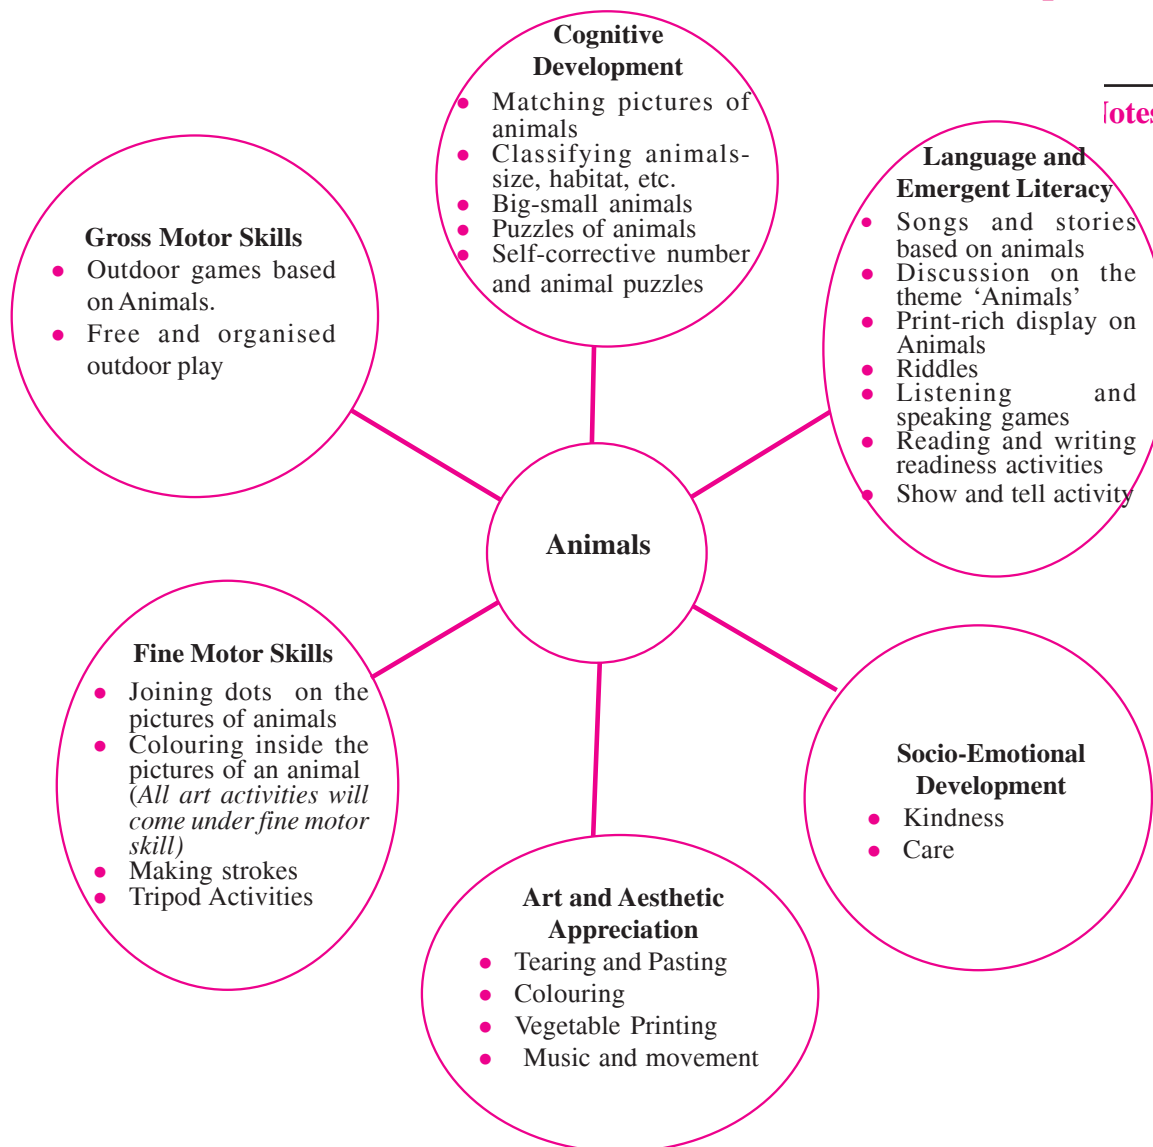 Cognitive
Development
● Matching pictures of
animals
● Classifying animals-
size, habitat, etc.
● Big-small animals
● Puzzles of animals
● Self-corrective number
and animal puzzles
Language and
Emergent Literacy
● Songs and stories
based on animals
● Discussion on the
theme ‘Animals’
● Print-rich display on
Animals
● Riddles
● Listening and
speaking games
● Reading and writing
readiness activities
● Show and tell activity
Gross Motor Skills
● Outdoor games based
on Animals.
● Free and organised
outdoor play
Animals
Fine Motor Skills
● Joining dots on the
pictures of animals
● Colouring inside the
pictures of an animal
(All art activities will
come under fine motor
skill)
● Making strokes
● Tripod Activities
Socio-Emotional
Development
● Kindness
● Care
Art and Aesthetic
Appreciation
● Tearing and Pasting
● Colouring
● Vegetable Printing
● Music and movement